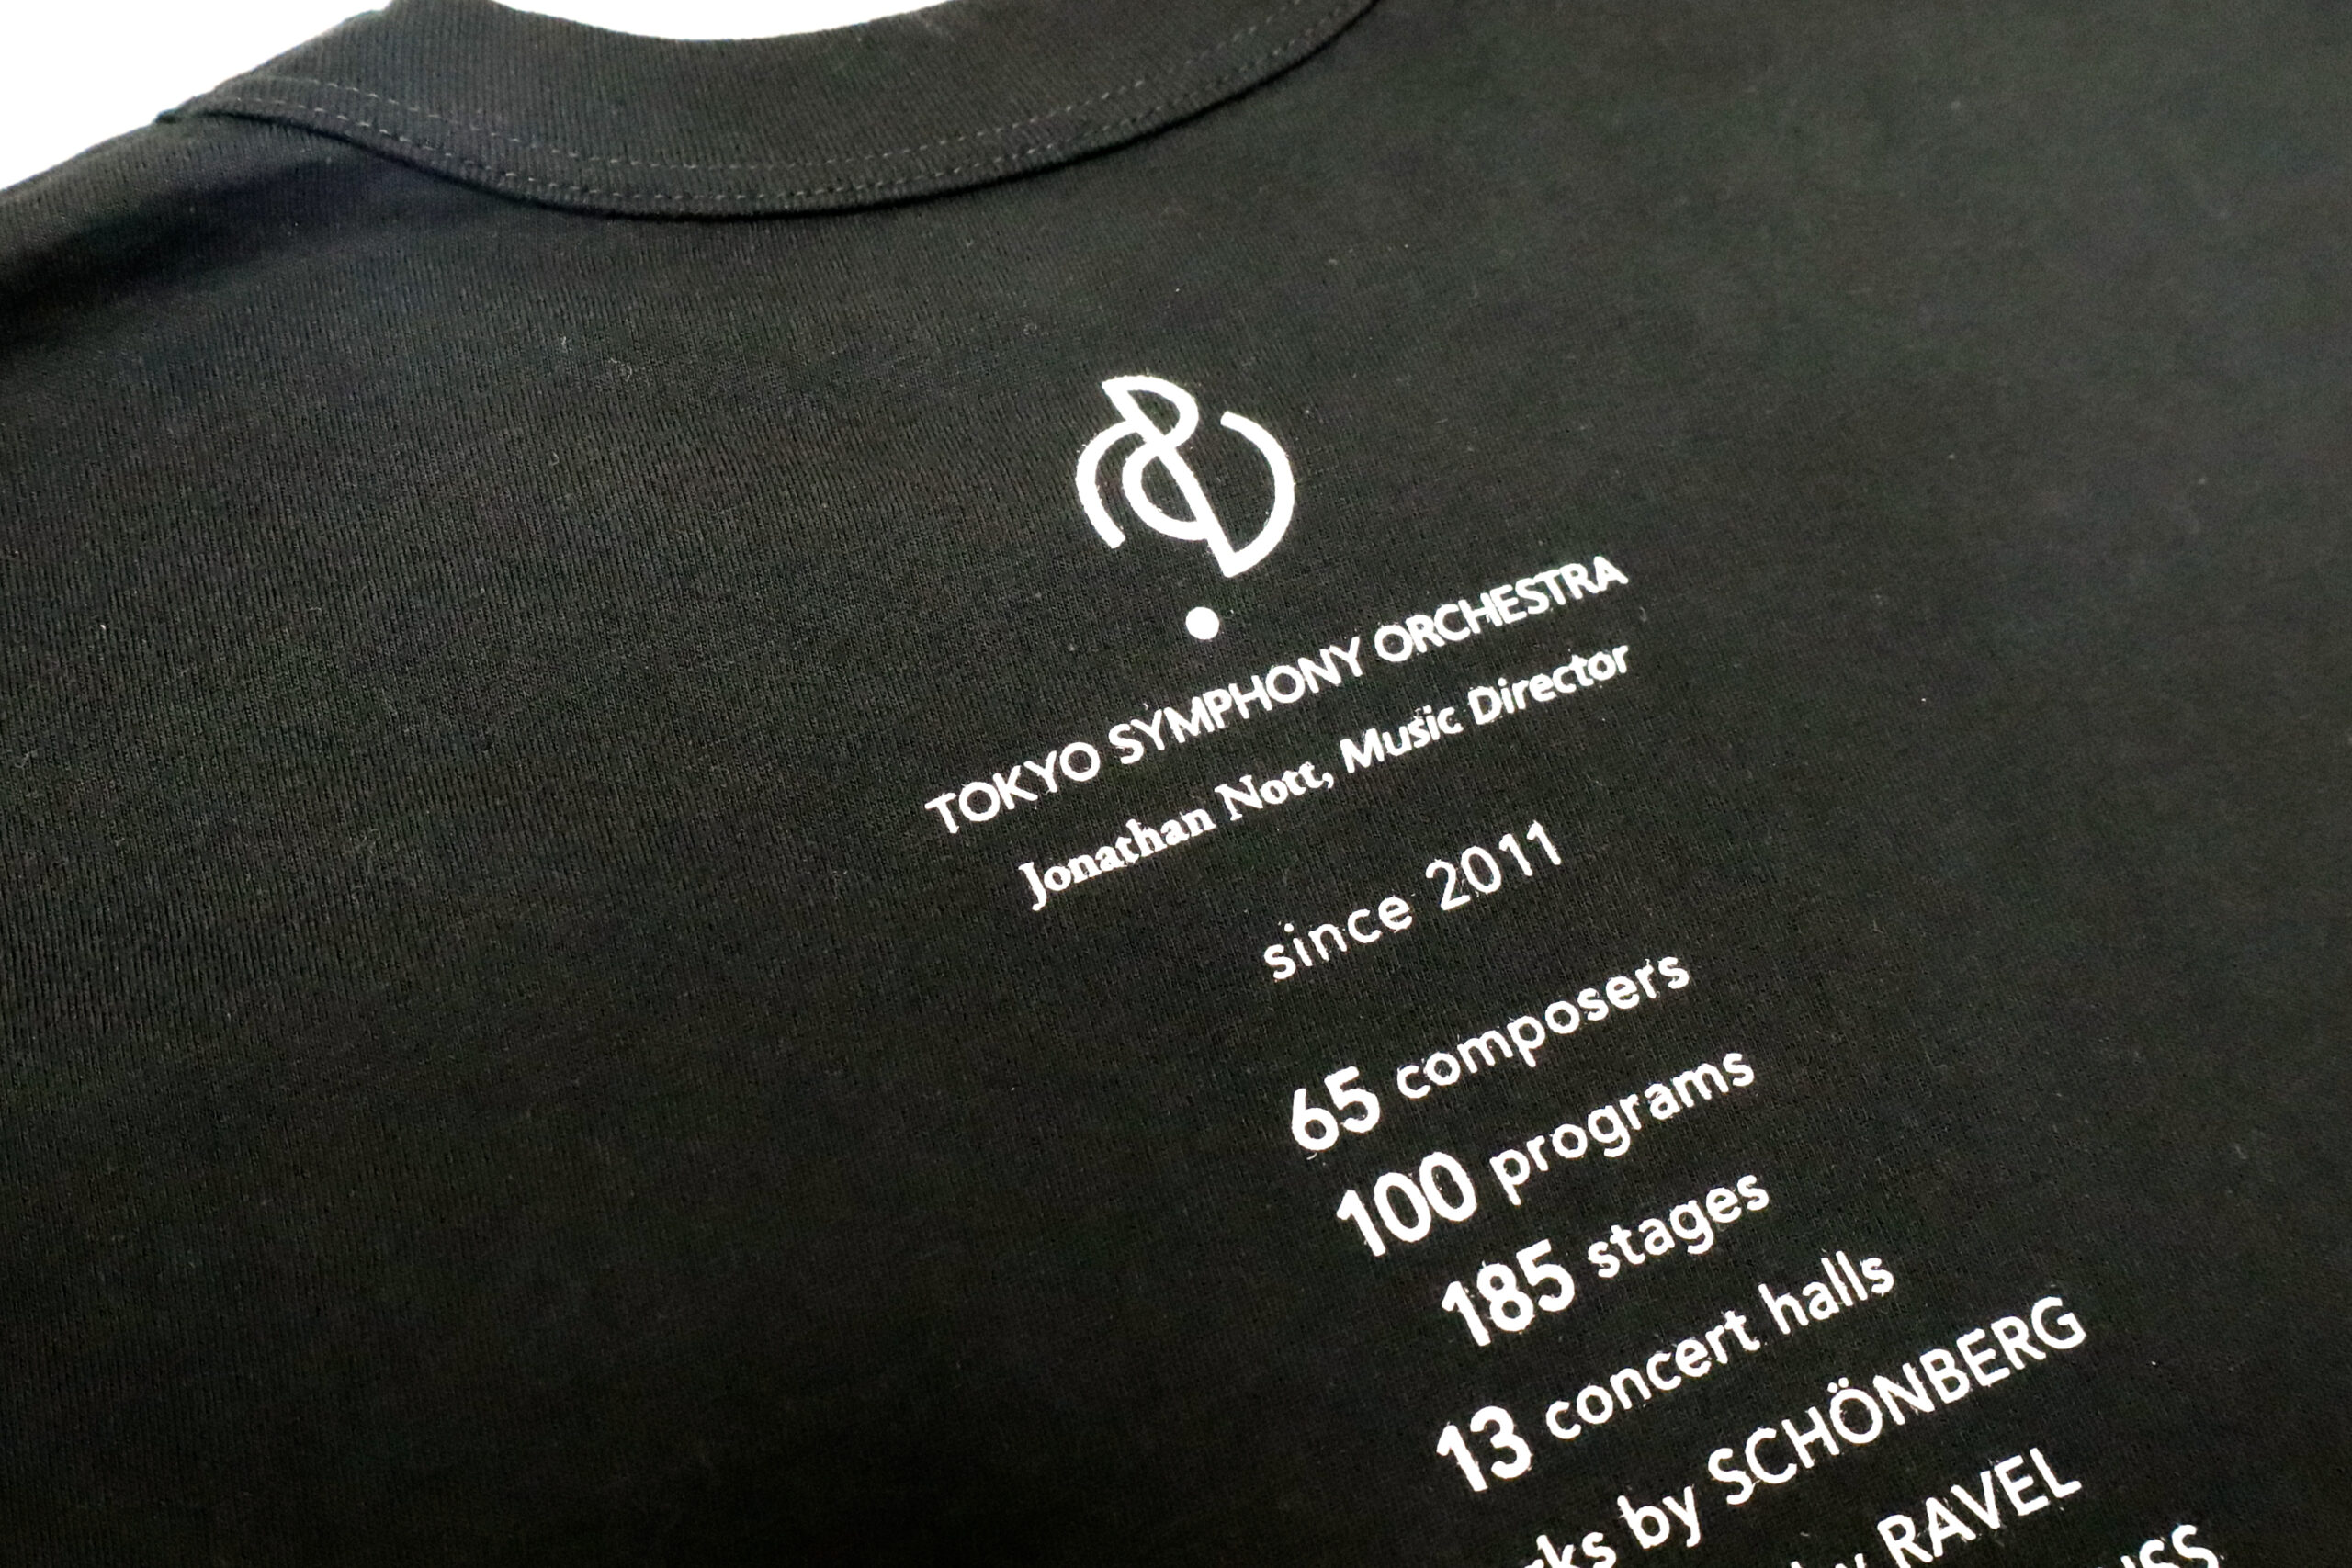 TOKYO SYMPHONY ORCHESTRA
Jonathan Nott, Music Director
since 2011
65 composers
100 programs
185 stages
13 concert halls
by SCHÖNBERG
RAVEL